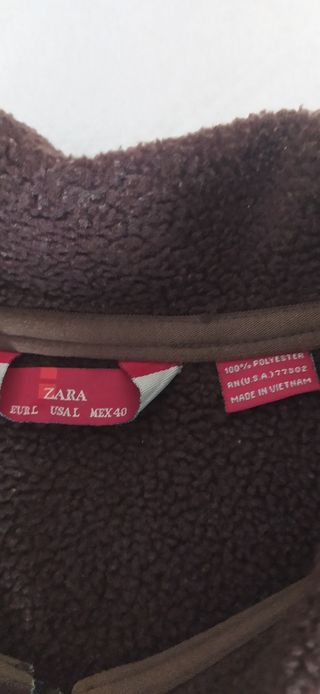 ZARA
EUR L USA L MEX 40
100% POLYESTER
RN(U.S.A.)77302
MADE IN VIETNAM